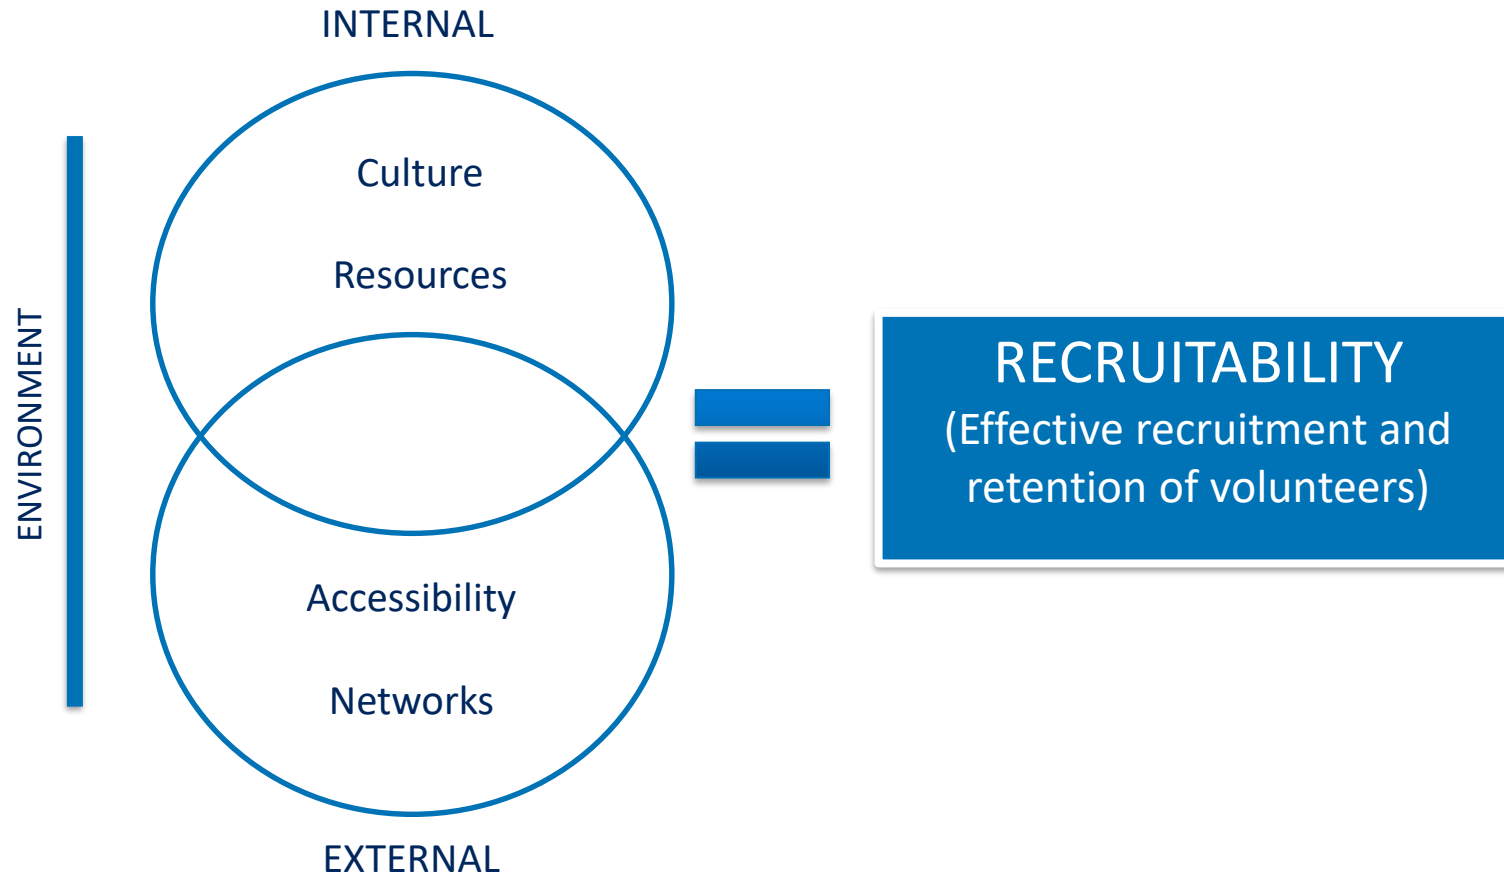 INTERNAL
Culture
Resources
ENVIRONMENT
Accessibility
Networks
EXTERNAL
RECRUITABILITY
(Effective recruitment and
retention of volunteers)